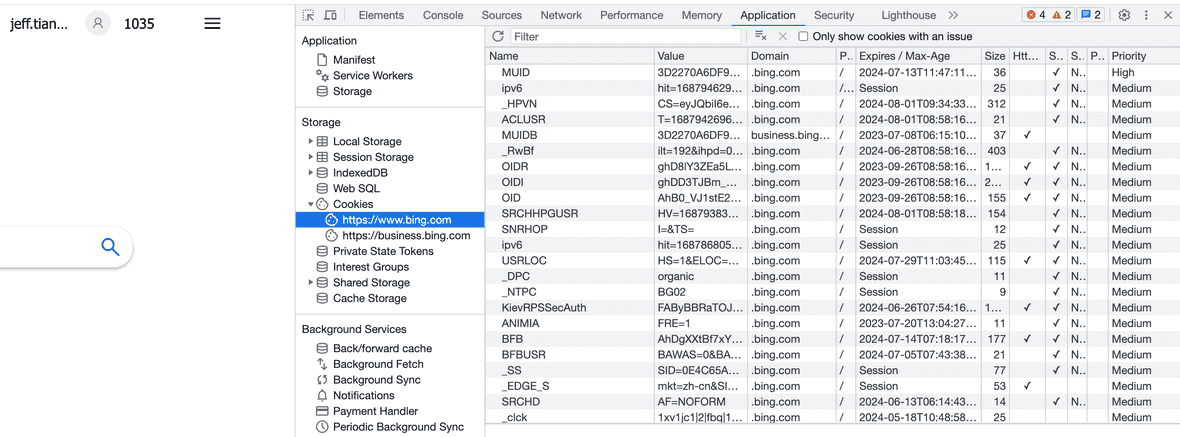 jeff.tian... 1035
Elements Console Sources Network Performance Memory Application Security Lighthouse 4 2 2
Application
Manifest
Service Workers
Storage
Storage
Local Storage
Session Storage
IndexedDB
Web SQL
Cookies
https://www.bing.com
https://business.bing.com
Private State Tokens
Interest Groups
Shared Storage
Cache Storage
Background Services
Back/forward cache
Background Fetch
Background Sync
Notifications
Payment Handler
Periodic Background Sync
Filter Only show cookies with an issue
Name Value Domain P.. Expires / Max-Age Size Htt... S.. S.. P.. Priority
MUID 3D2270A6DF9... .bing.com / 2024-07-13T11:47:11... 36 ✓ N.. High
ipv6 hit=168794629... .bing.com /... Session 25 ✓ N.. Medium
_HPVN CS=eyJQbiI6e... .bing.com / 2024-08-01T09:34:33... 312 ✓ N.. Medium
ACLUSR T=1687942696... .bing.com / 2024-08-01T08:58:16... 21 ✓ N.. Medium
MUIDB 3D2270A6DF9... business.bing... / 2023-07-08T06:15:10... 37 ✓ Medium
_RwBf ilt=192&ihpd=0... .bing.com / 2024-06-28T08:58:16... 403 ✓ N.. Medium
OIDR ghD8lY3ZEa5L... .bing.com / 2023-09-26T08:58:16... 1... ✓ ✓ N.. Medium
OIDI ghDD3TJBm_... .bing.com / 2023-09-26T08:58:16... 2... ✓ ✓ N.. Medium
OID AhB0_VJ1stE2... .bing.com / 2023-09-26T08:58:16... 155 ✓ ✓ N.. Medium
SRCHHPGUSR HV=16879383... .bing.com / 2024-08-01T08:58:18... 154 ✓ N.. Medium
SNRHOP I=&TS= .bing.com / Session 12 ✓ N.. Medium
ipv6 hit=168786805... .bing.com / Session 25 ✓ N.. Medium
USRLOC HS=1&ELOC=... .bing.com / 2024-07-29T11:03:45... 115 ✓ ✓ N.. Medium
_DPC organic .bing.com / Session 11 ✓ N.. Medium
_NTPC BG02 .bing.com / Session 9 ✓ N.. Medium
KievRPSSecAuth FAByBBRaTOJ... .bing.com / 2024-06-26T07:54:16... 1... ✓ ✓ N.. Medium
ANIMIA FRE=1 .bing.com / 2023-07-20T13:04:27... 11 ✓ N.. Medium
BFB AhDgXXtBf7xY... .bing.com / 2024-07-14T07:18:17... 177 ✓ ✓ N.. Medium
BFBUSR BAWAS=0&BA... .bing.com / 2024-07-05T07:43:38... 21 ✓ N.. Medium
_SS SID=0E4C65A... .bing.com / Session 77 ✓ N.. Medium
_EDGE_S mkt=zh-cn&SI... .bing.com / Session 53 ✓ Medium
SRCHD AF=NOFORM .bing.com / 2024-06-13T06:14:43... 14 ✓ N.. Medium
_clck 1xv1jc1|2|fbq|1... .bing.com / 2024-05-18T10:48:58... 25 Medium